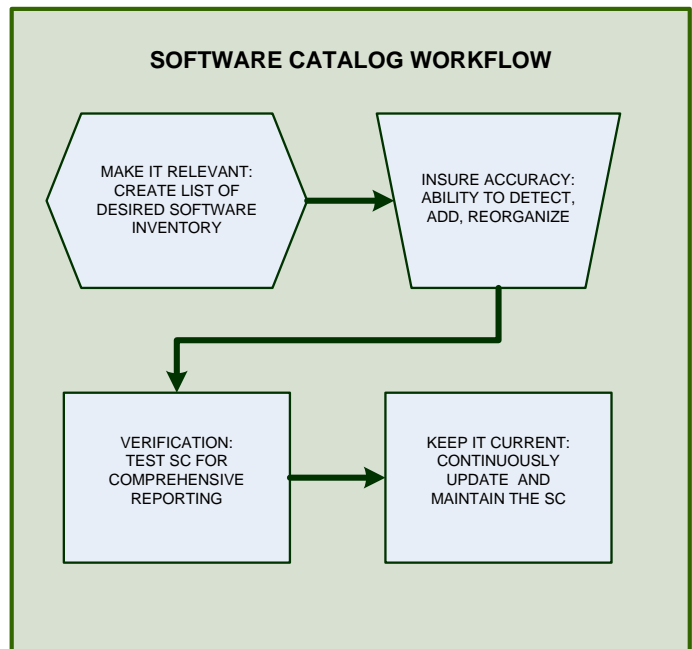 SOFTWARE CATALOG WORKFLOW
MAKE IT RELEVANT:
CREATE LIST OF
DESIRED SOFTWARE
INVENTORY
INSURE ACCURACY:
ABILITY TO DETECT,
ADD, REORGANIZE
VERIFICATION:
TEST SC FOR
COMPREHENSIVE
REPORTING
KEEP IT CURRENT:
CONTINUOUSLY
UPDATE AND
MAINTAIN THE SC